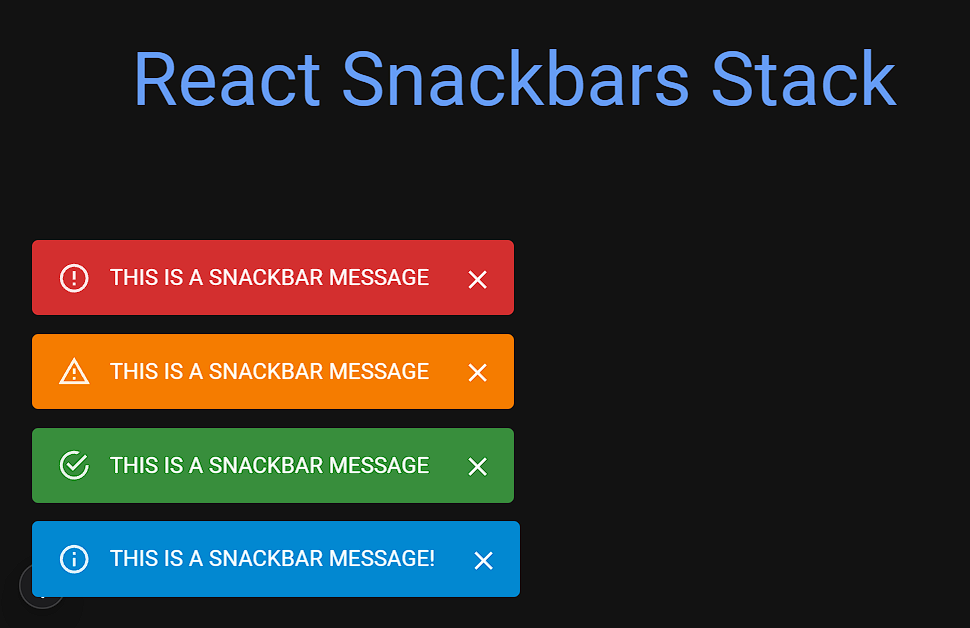 React Snackbars Stack
THIS IS A SNACKBAR MESSAGE
THIS IS A SNACKBAR MESSAGE
THIS IS A SNACKBAR MESSAGE
THIS IS A SNACKBAR MESSAGE!